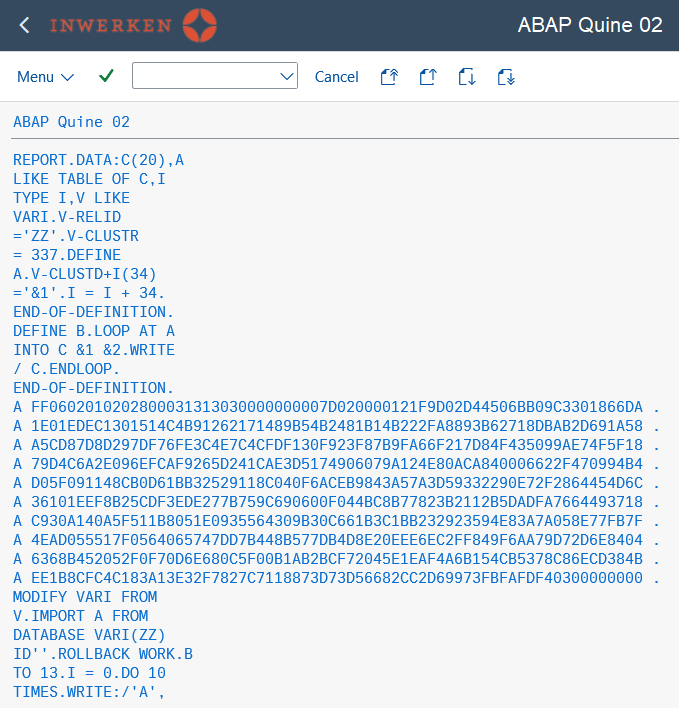 INWERKEN
ABAP Quine 02
Menu
Cancel
ABAP Quine 02
REPORT.DATA:C(20),A
LIKE TABLE OF C,I
TYPE I,V LIKE
VARI.V-RELID
='ZZ'.V-CLUSTR
= 337.DEFINE
A.V-CLUSTD+I(34)
='&1'.I = I + 34.
END-OF-DEFINITION.
DEFINE B.LOOP AT A
INTO C &1 &2.WRITE
/ C.ENDLOOP.
END-OF-DEFINITION.
A FF0602010202800031313030000000007D020000121F9D02D44506BB09C3301866DA .
A 1E01EDEC1301514C4B91262171489B54B2481B14B222FA8893B62718DBAB2D691A58 .
A A5CD87D8D297DF76FE3C4E7C4CFDF130F923F87B9FA66F217D84F435099AE74F5F18 .
A 79D4C6A2E096EFCAF9265D241CAE3D5174906079A124E80ACA840006622F470994B4 .
A D05F091148CB0D61BB32529118C040F6ACEB9843A57A3D59332290E72F2864454D6C .
A 36101EEF8B25CDF3EDE277B759C690600F044BC8B77823B2112B5DADFA7664493718 .
A C930A140A5F511B8051E0935564309B30C661B3C1BB232923594E83A7A058E77FB7F .
A 4EAD055517F0564065747DD7B448B577DB4D8E20EEE6EC2FF849F6AA79D72D6E8404 .
A 6368B452052F0F70D6E680C5F00B1AB2BCF72045E1EAF4A6B154CB5378C86ECD384B .
A EE1B8CFC4C183A13E32F7827C7118873D73D56682CC2D69973FBFAFDF40300000000 .
MODIFY VARI FROM
V.IMPORT A FROM
DATABASE VARI(ZZ)
ID''.ROLLBACK WORK.B
TO 13.I = 0.DO 10
TIMES.WRITE:/'A',